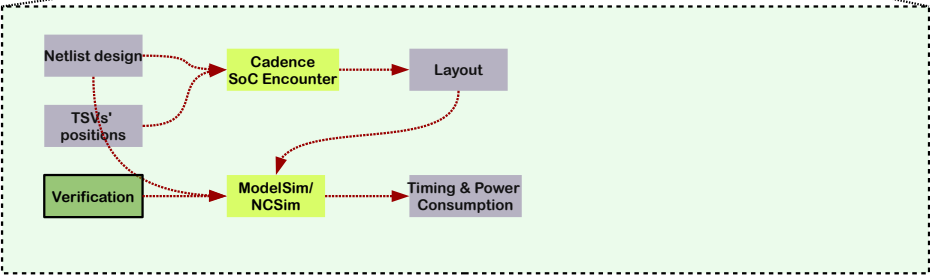 Netlist design
Cadence
SoC Encounter
Layout
TSVs'
positions
Verification
ModelSim/
NCSim
Timing & Power
Consumption